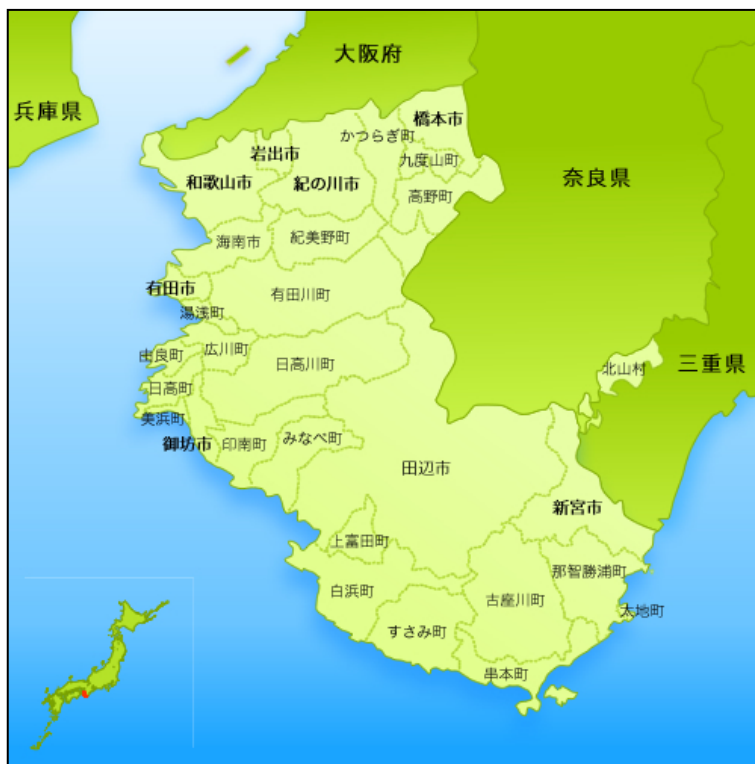 大阪府
兵庫県
橋本市
かつらぎ町
岩出市
九度山町
和歌山市
紀の川市
奈良県
高野町
海南市
紀美野町
有田市
有田川町
湯浅町
由良町
広川町
日高川町
三重県
北山村
日高町
美浜町
御坊市
印南町
みなべ町
田辺市
新宮市
上富田町
那智勝浦町
白浜町
古座川町
太地町
すさみ町
串本町